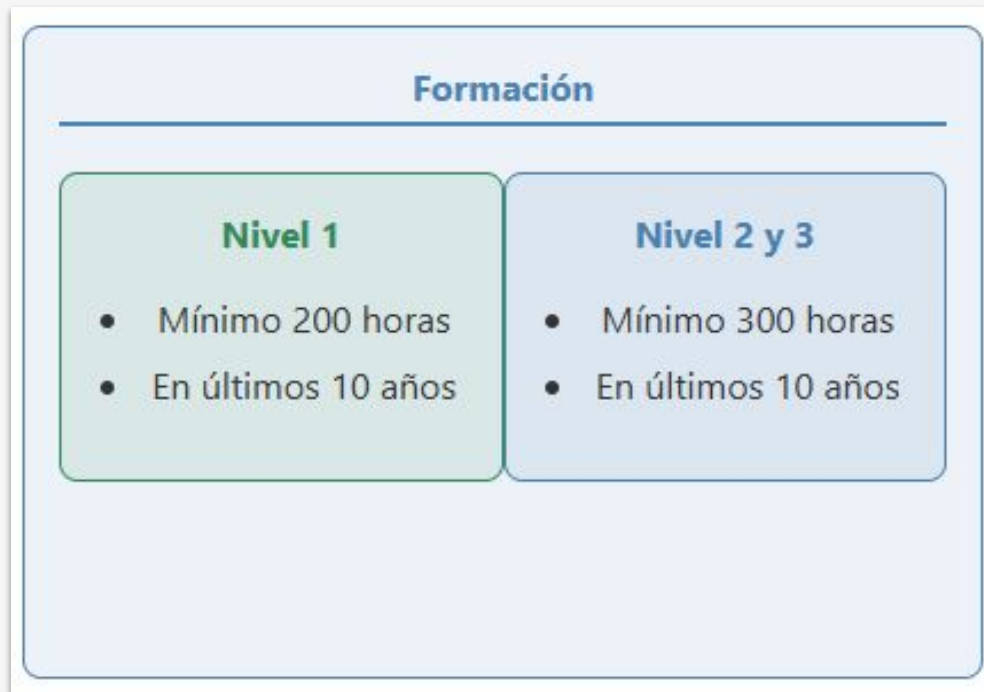 Formación
Nivel 1
• Mínimo 200 horas
• En últimos 10 años
Nivel 2 y 3
• Mínimo 300 horas
• En últimos 10 años